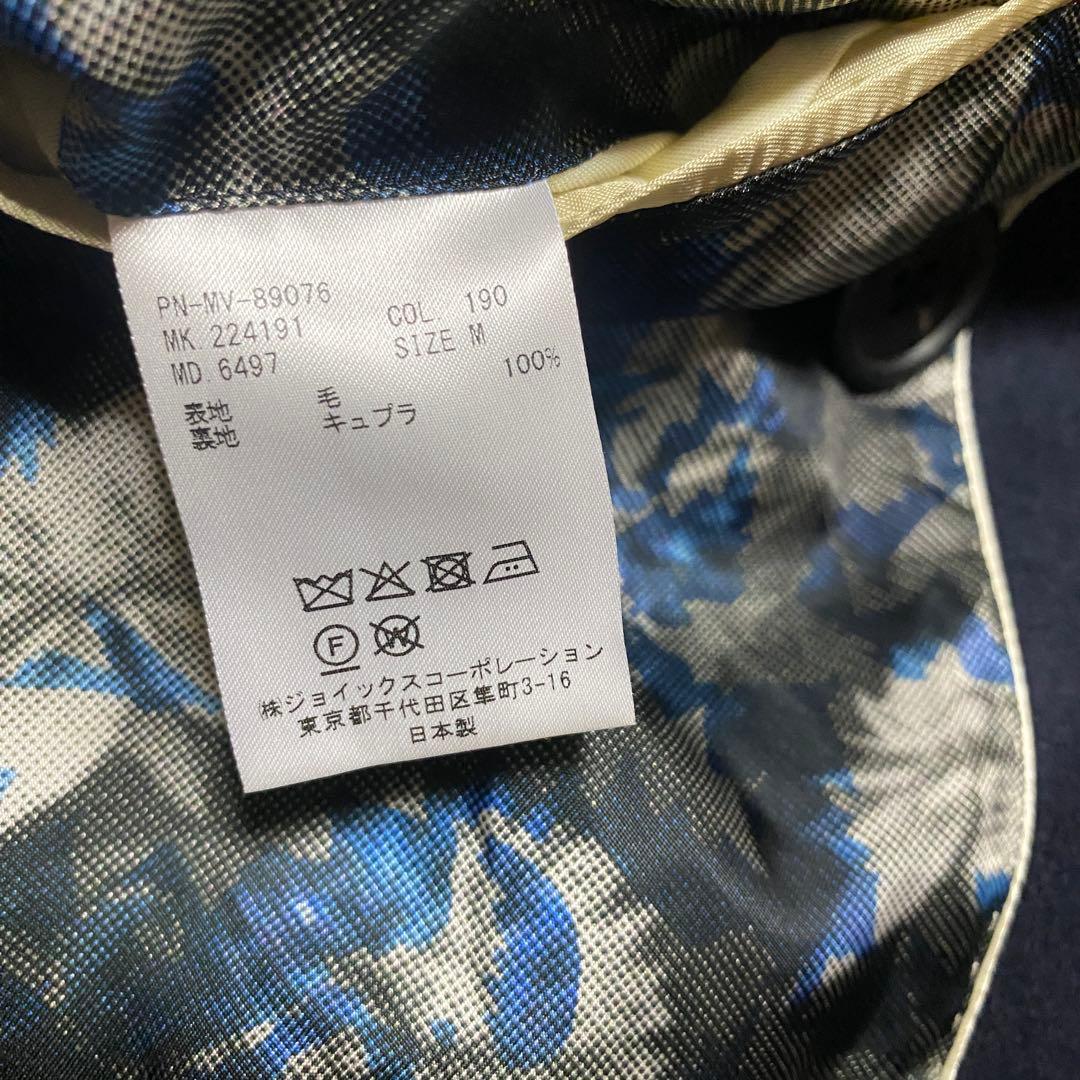 PN-MV-89076
MK. 224191 COL. 190
MD. 6497 SIZE M
表地 毛 100%
裏地 キュプラ
F
W
㈱ジョイックスコーポレーション
東京都千代田区隼町3-16
日本製